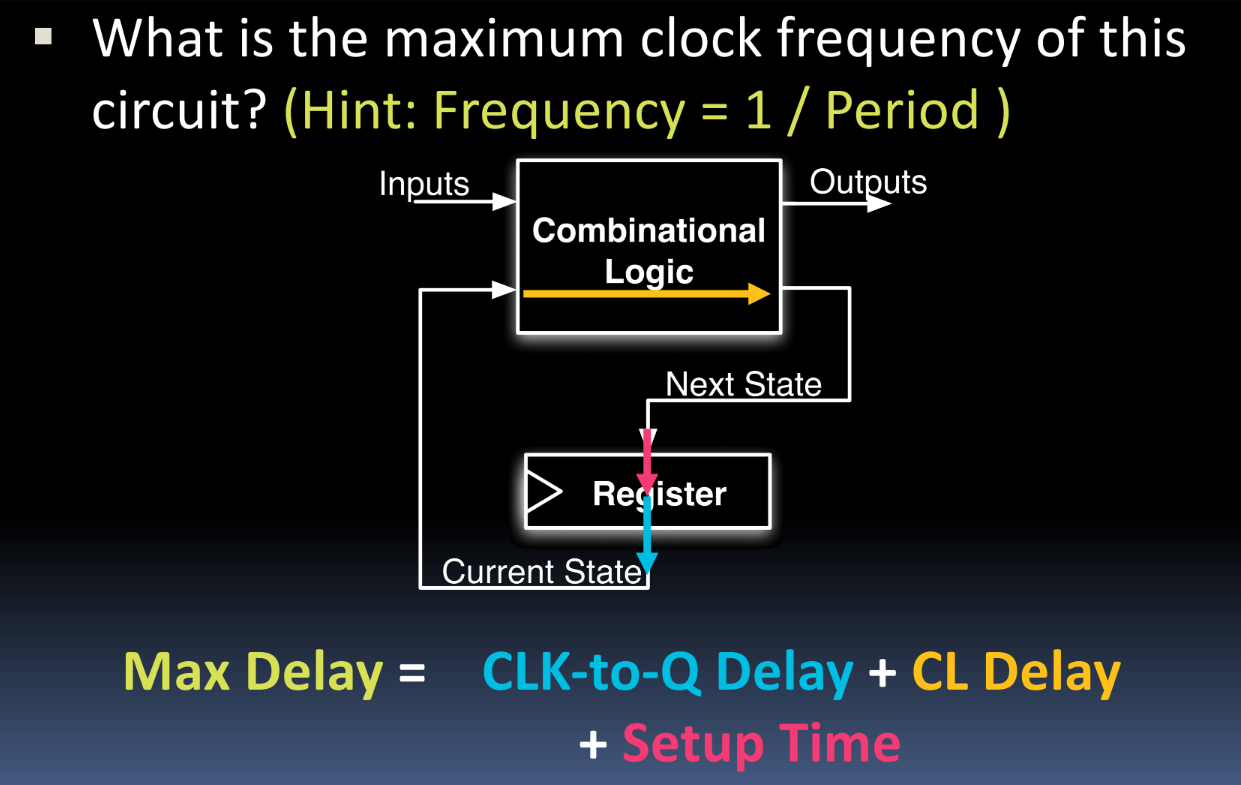 ▪ What is the maximum clock frequency of this
circuit? (Hint: Frequency = 1 / Period )
Inputs
Outputs
Combinational
Logic
Next State
Register
Current State
Max Delay = CLK-to-Q Delay + CL Delay
+ Setup Time